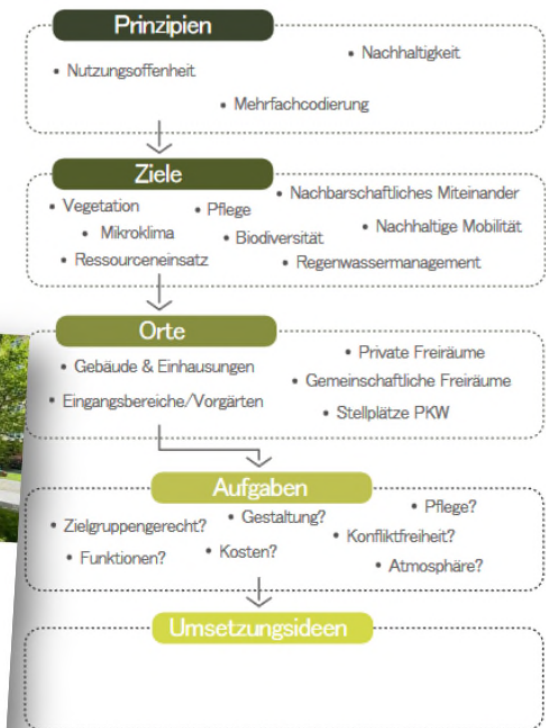 Prinzipien
• Nachhaltigkeit
• Nutzungsoffenheit
• Mehrfachcodierung
Ziele
• Nachbarschaftliches Miteinander
• Vegetation
• Pflege
• Nachhaltige Mobilität
• Mikroklima
• Biodiversität
• Ressourceneinsatz
• Regenwassermanagement
Orte
• Private Freiräume
• Gebäude & Einhausungen
• Gemeinschaftliche Freiräume
• Eingangsbereiche/Vorgärten
• Stellplätze PKW
Aufgaben
• Pflege?
• Gestaltung?
• Zielgruppengerecht?
• Konfliktfreiheit?
• Funktionen?
• Kosten?
• Atmosphäre?
Umsetzungsideen